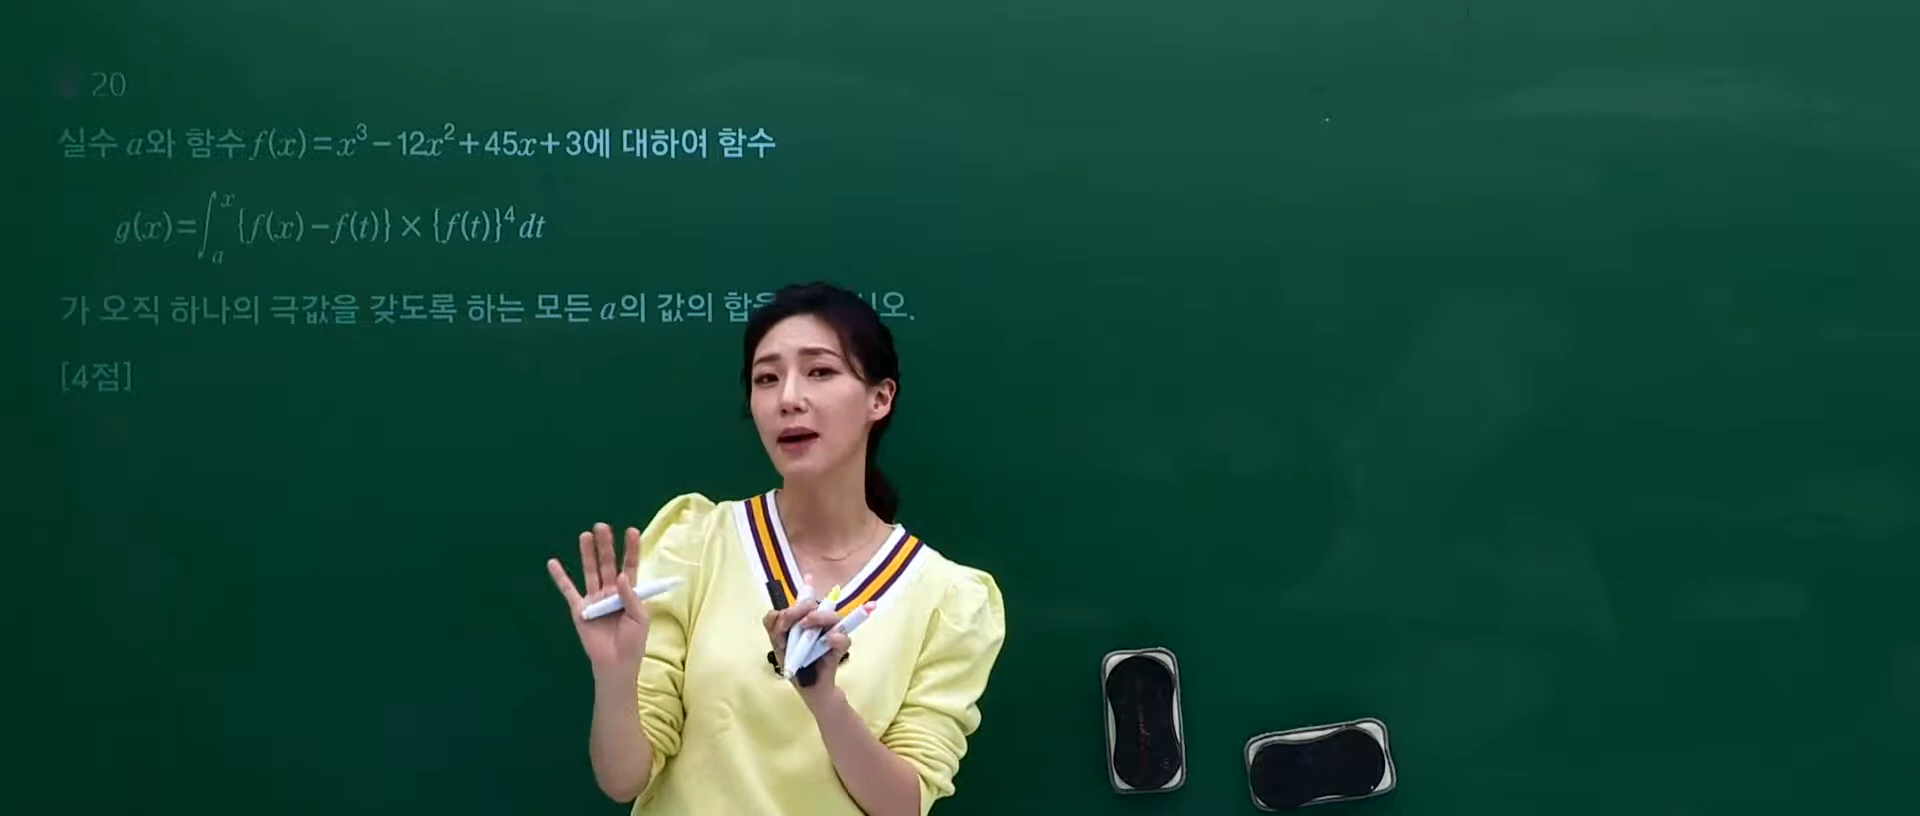 20
실수 a와 함수 f(x)=x³-12x²+45x+3에 대하여 함수
g(x)=∫ₐˣ {f(x)-f(t)}×{f(t)}⁴dt
가 오직 하나의 극값을 갖도록 하는 모든 a의 값의 합 오.
[4점]